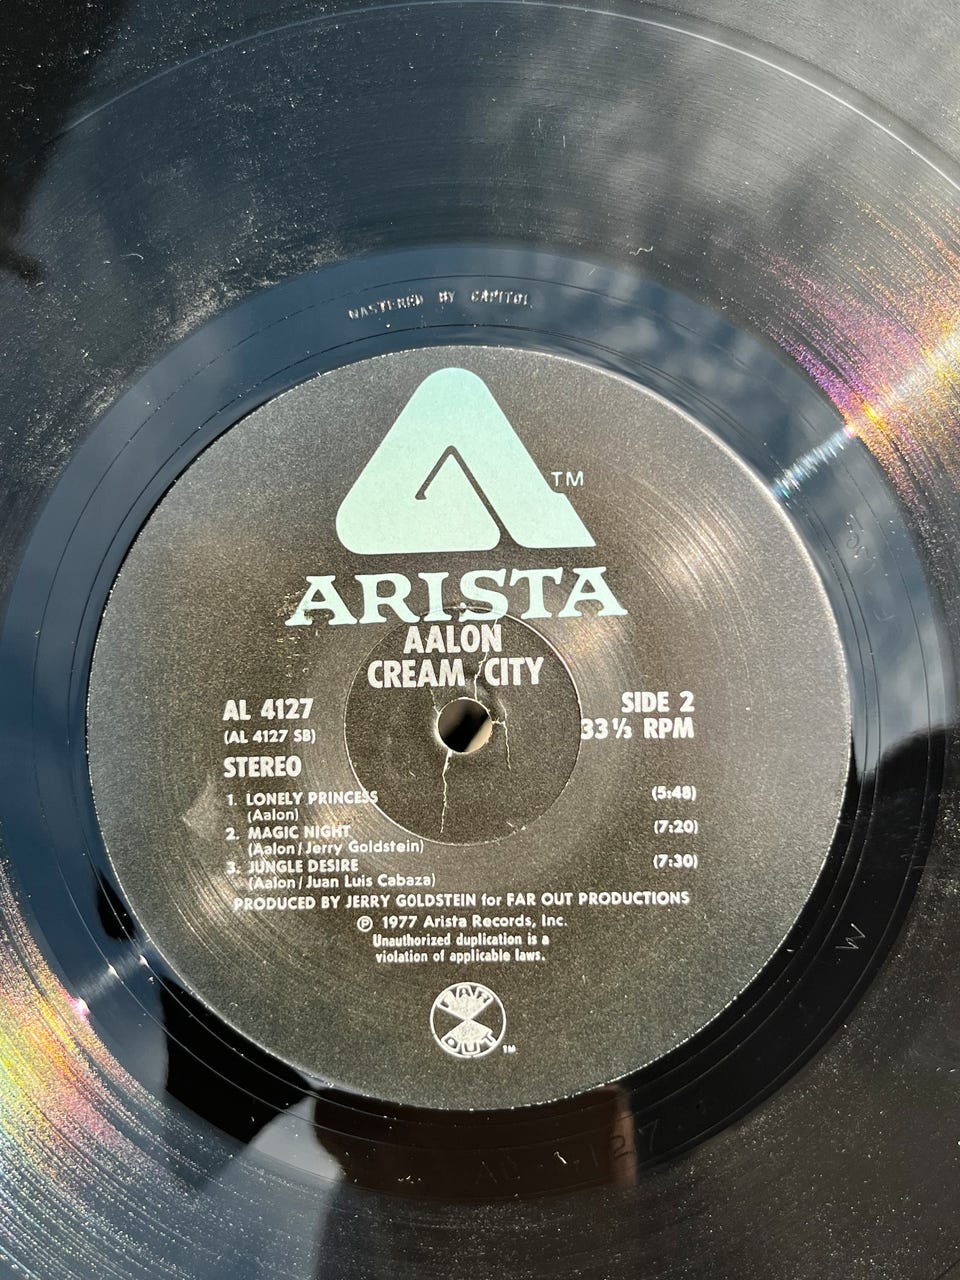 MASTERED BY CAPITOL
TM
ARISTA
AALON
CREAM CITY
AL 4127
(AL 4127 SB)
STEREO
SIDE 2
33⅓ RPM
1. LONELY PRINCESS (5:48)
(Aalon)
2. MAGIC NIGHT (7:20)
(Aalon/Jerry Goldstein)
3. JUNGLE DESIRE (7:30)
(Aalon/Juan Luis Cabaza)
PRODUCED BY JERRY GOLDSTEIN for FAR OUT PRODUCTIONS
℗ 1977 Arista Records, Inc.
Unauthorized duplication is a
violation of applicable laws.
FAR
OUT
TM